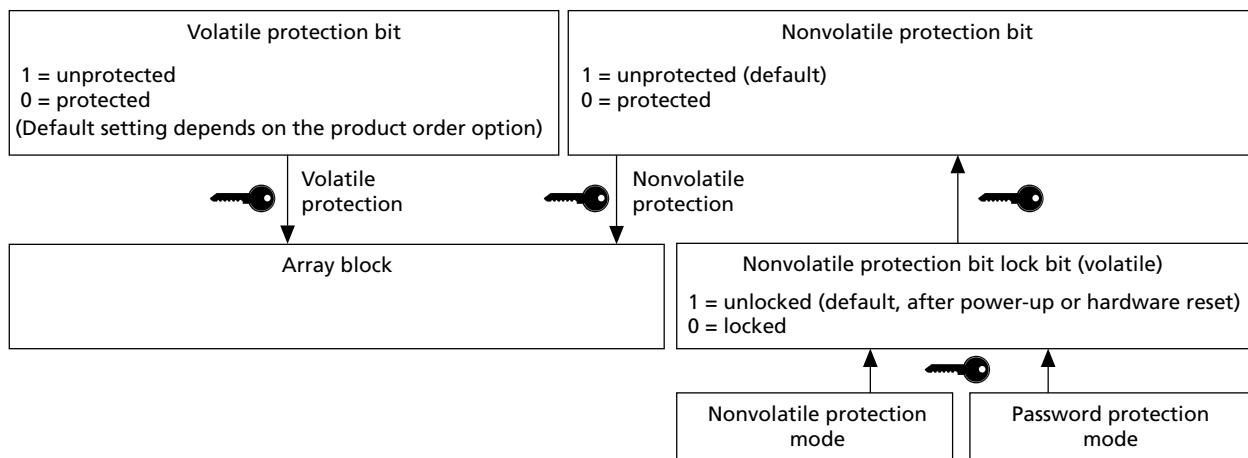 Volatile protection bit
1 = unprotected
0 = protected
(Default setting depends on the product order option)
Nonvolatile protection bit
1 = unprotected (default)
0 = protected
Volatile
protection
Nonvolatile
protection
Array block
Nonvolatile protection bit lock bit (volatile)
1 = unlocked (default, after power-up or hardware reset)
0 = locked
Nonvolatile protection
mode
Password protection
mode